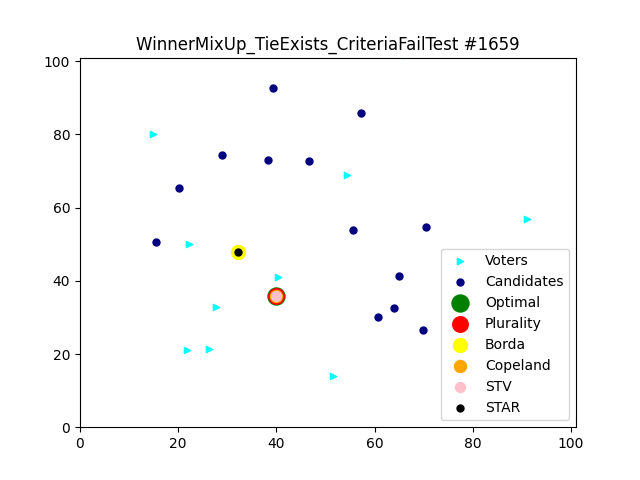 WinnerMixUp_TieExists_CriteriaFailTest #1659
100
80
60
40
20
0
0 20 40 60 80 100
Voters
Candidates
Optimal
Plurality
Borda
Copeland
STV
STAR